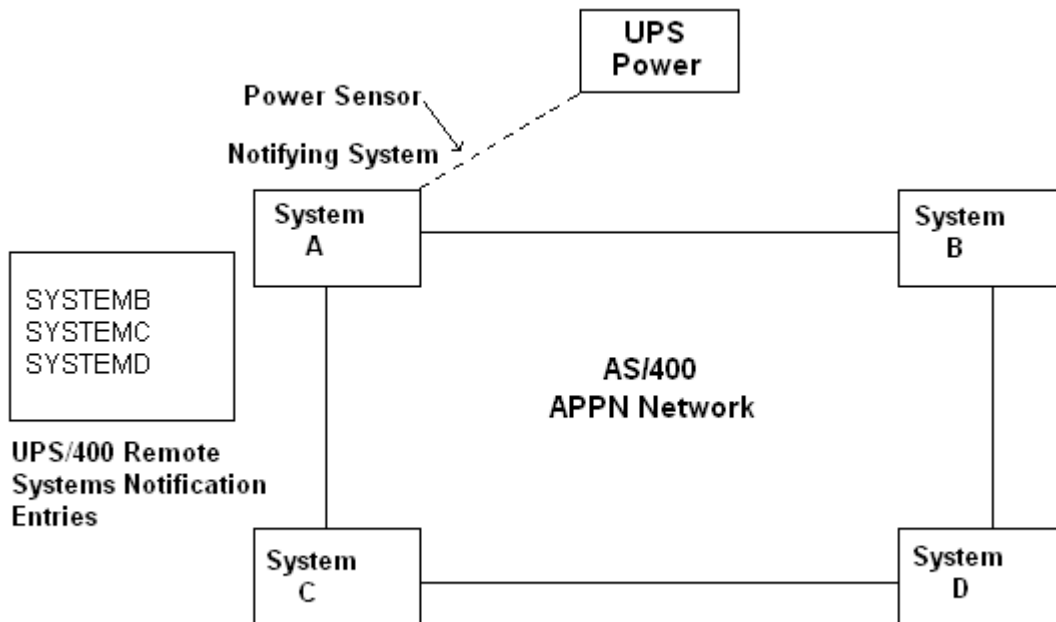 UPS
Power
Power Sensor
Notifying System
System
A
System
B
SYSTEMB
SYSTEMC
SYSTEMD
AS/400
APPN Network
UPS/400 Remote
Systems Notification
Entries
System
C
System
D